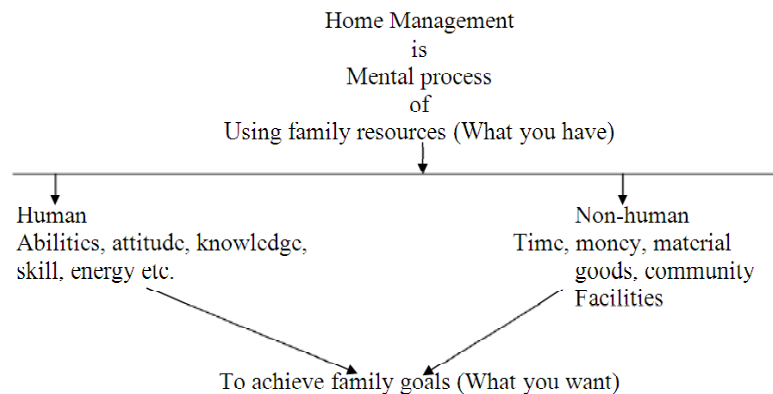 Home Management
is
Mental process
of
Using family resources (What you have)
Human
Abilities, attitude, knowledge,
skill, energy etc.
Non-human
Time, money, material
goods, community
Facilities
To achieve family goals (What you want)